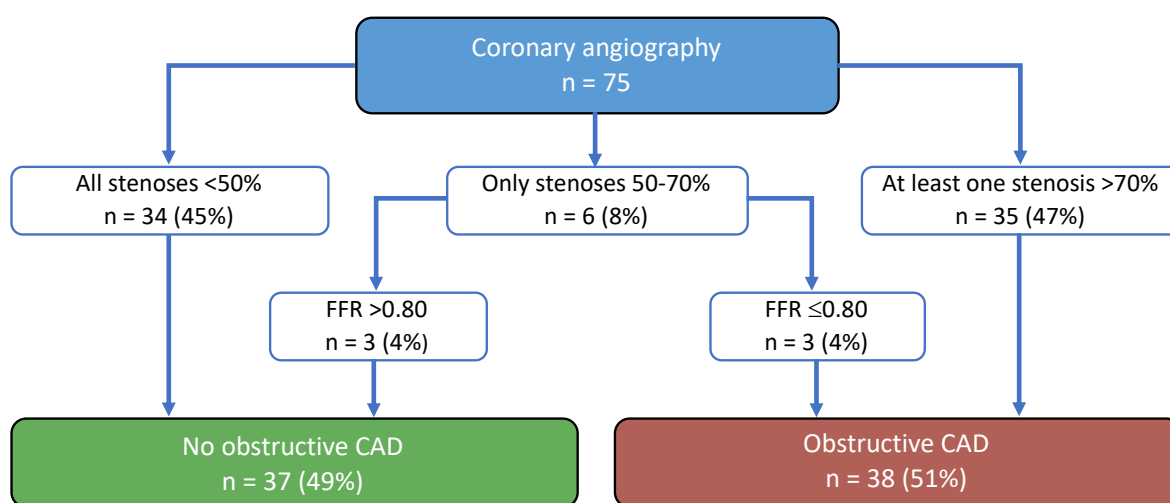 Coronary angiography
n = 75
All stenoses <50%
n = 34 (45%)
Only stenoses 50-70%
n = 6 (8%)
At least one stenosis >70%
n = 35 (47%)
FFR >0.80
n = 3 (4%)
FFR ≤0.80
n = 3 (4%)
No obstructive CAD
n = 37 (49%)
Obstructive CAD
n = 38 (51%)